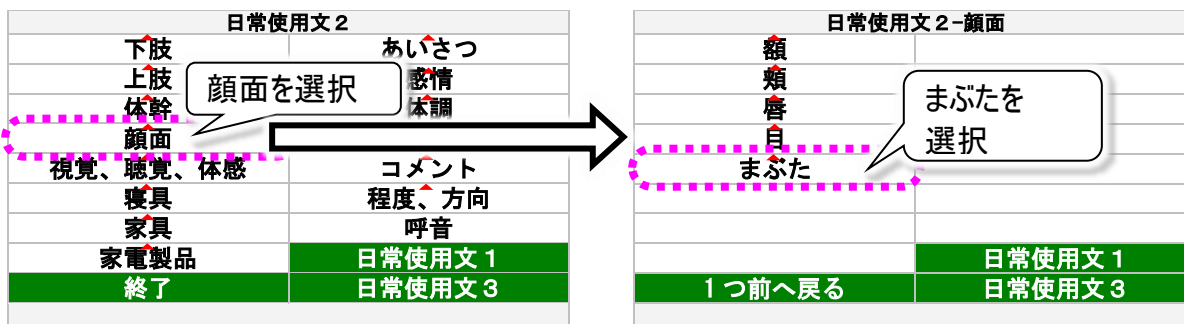 日常使用文2
下肢 あいさつ
上肢 感情
体幹 体調
顔面
視覚、聴覚、体感 コメント
寝具 程度、方向
家具 呼音
家電製品 日常使用文1
終了 日常使用文3
顔面を選択
日常使用文2-顔面
額
頬
唇
目
まぶた
日常使用文1
1つ前へ戻る 日常使用文3
まぶたを
選択